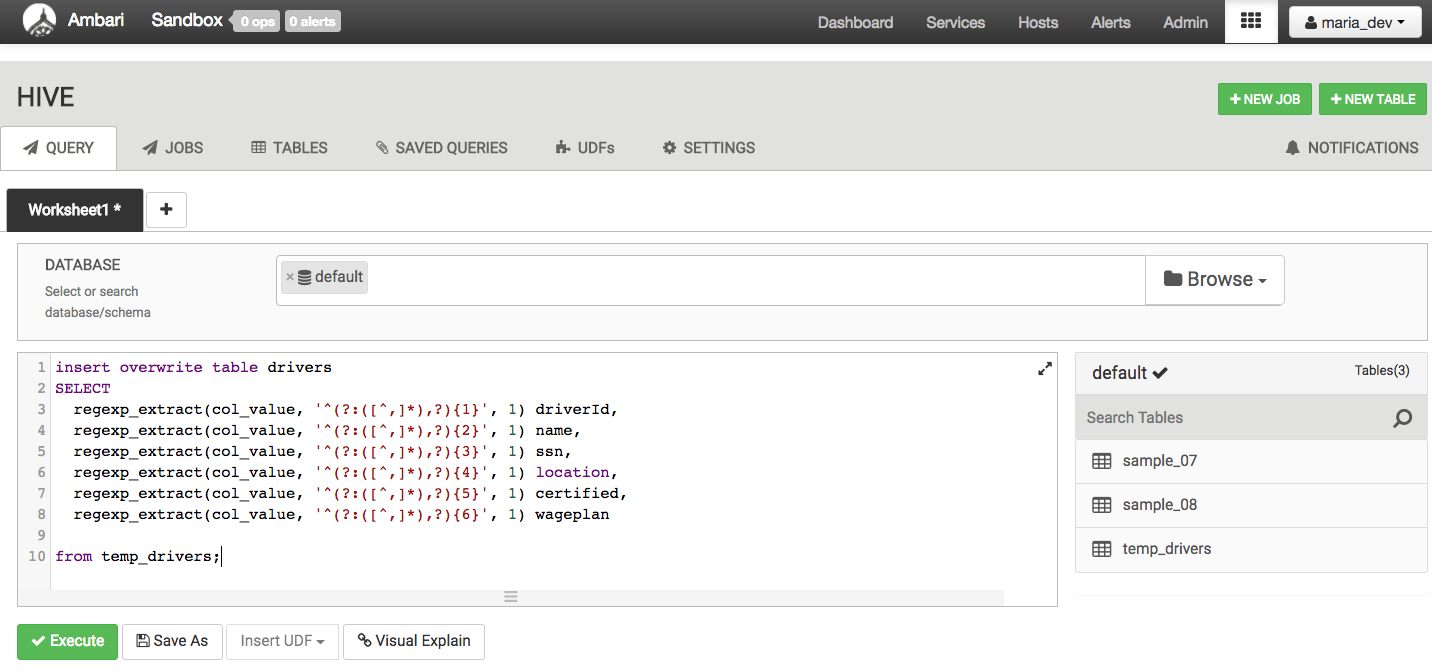 Ambari Sandbox 0 ops 0 alerts Dashboard Services Hosts Alerts Admin maria_dev
HIVE + NEW JOB + NEW TABLE
QUERY JOBS TABLES SAVED QUERIES UDFs SETTINGS NOTIFICATIONS
Worksheet1 * +
DATABASE
Select or search
database/schema
× default Browse
1 insert overwrite table drivers
2 SELECT
3 regexp_extract(col_value, '^(?:([^,]*),?){1}', 1) driverId,
4 regexp_extract(col_value, '^(?:([^,]*),?){2}', 1) name,
5 regexp_extract(col_value, '^(?:([^,]*),?){3}', 1) ssn,
6 regexp_extract(col_value, '^(?:([^,]*),?){4}', 1) location,
7 regexp_extract(col_value, '^(?:([^,]*),?){5}', 1) certified,
8 regexp_extract(col_value, '^(?:([^,]*),?){6}', 1) wageplan
9
10 from temp_drivers;
default Tables(3)
Search Tables
sample_07
sample_08
temp_drivers
Execute Save As Insert UDF Visual Explain